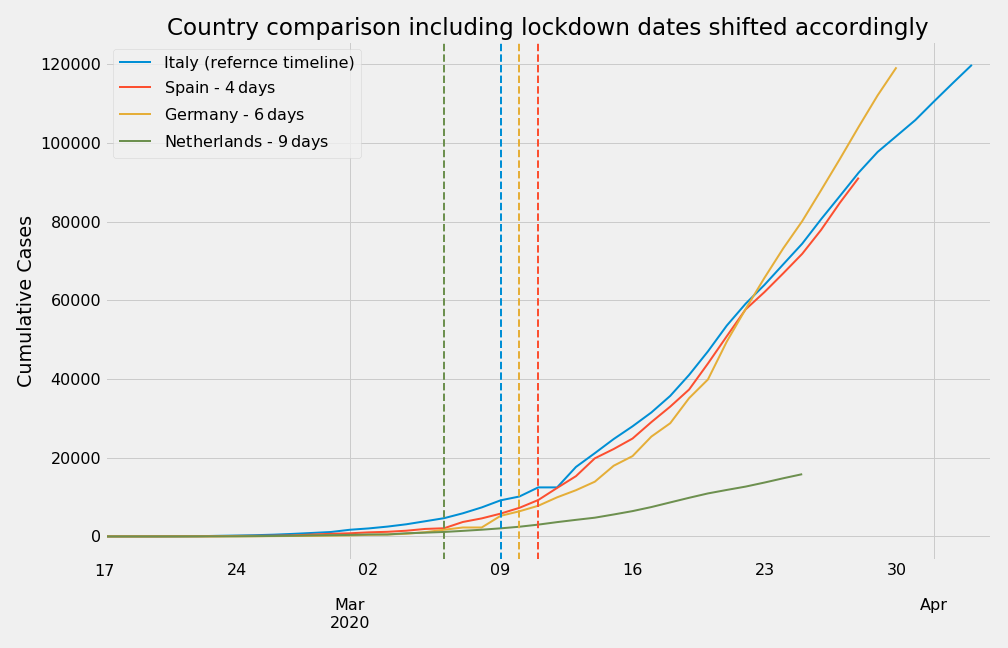 Country comparison including lockdown dates shifted accordingly
Italy (refernce timeline)
Spain - 4 days
Germany - 6 days
Netherlands - 9 days
Cumulative Cases
120000
100000
80000
60000
40000
20000
0
17 24 02 09 16 23 30
Mar Apr
2020